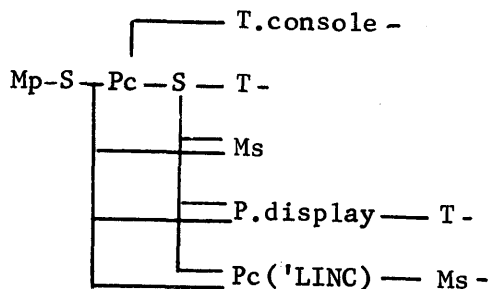 T.console -
Mp-S-Pc-S-T-
Ms
P.display-T-
Pc('LINC)-Ms-